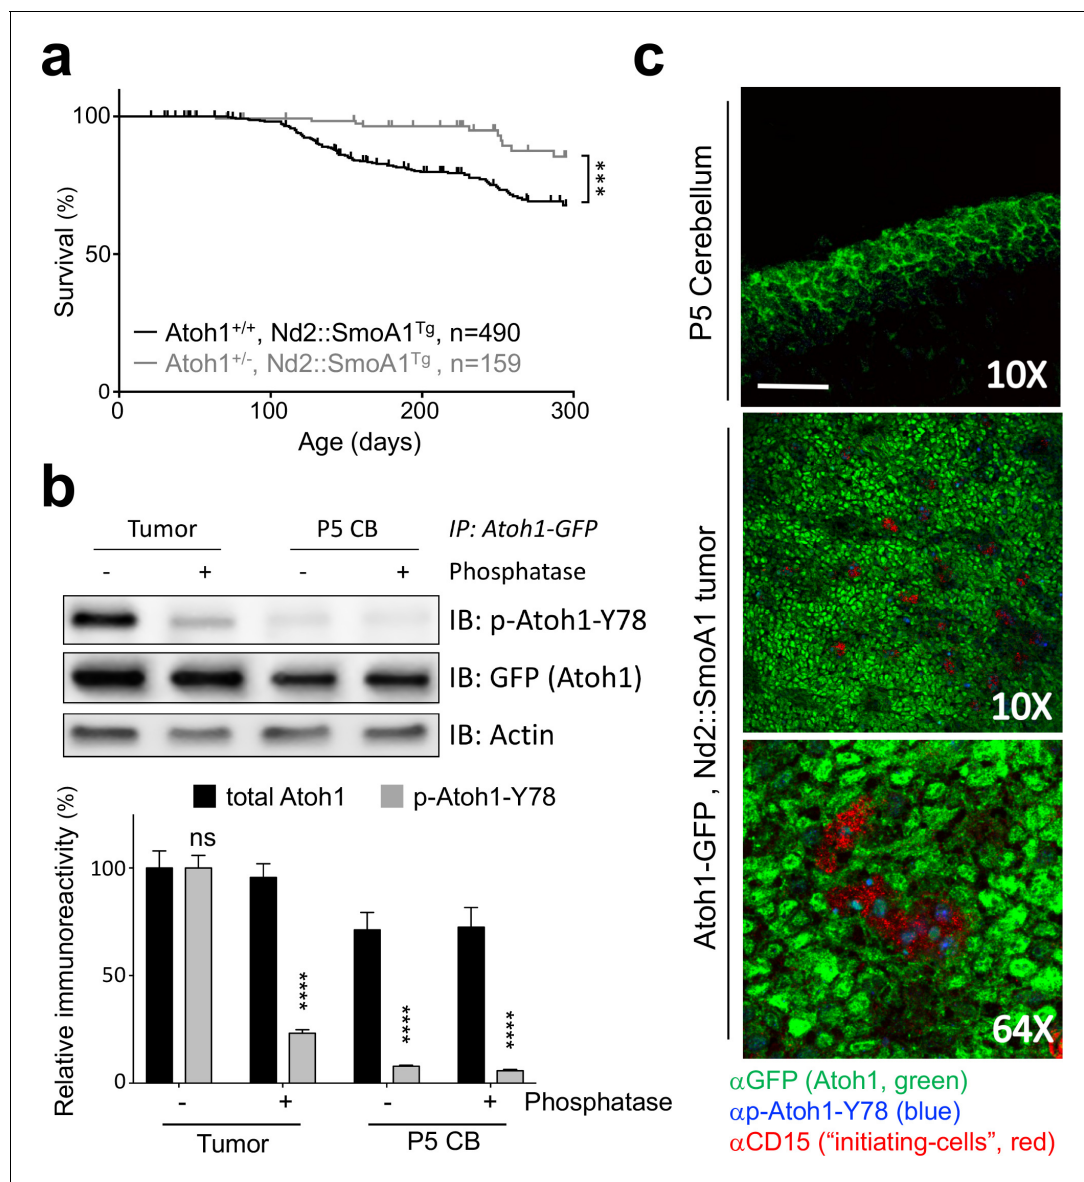 a
100
50
0
Survival (%)
***
Atoh1+/+, Nd2::SmoA1Tg, n=490
Atoh1+/-, Nd2::SmoA1Tg , n=159
0 100 200 300
Age (days)
b
Tumor P5 CB IP: Atoh1-GFP
- + - + Phosphatase
IB: p-Atoh1-Y78
IB: GFP (Atoh1)
IB: Actin
total Atoh1 p-Atoh1-Y78
Relative immunoreactivity (%)
100
50
0
ns
****
****
****
- + - + Phosphatase
Tumor P5 CB
c
P5 Cerebellum
10X
Atoh1-GFP , Nd2::SmoA1 tumor
10X
64X
αGFP (Atoh1, green)
αp-Atoh1-Y78 (blue)
αCD15 (“initiating-cells”, red)